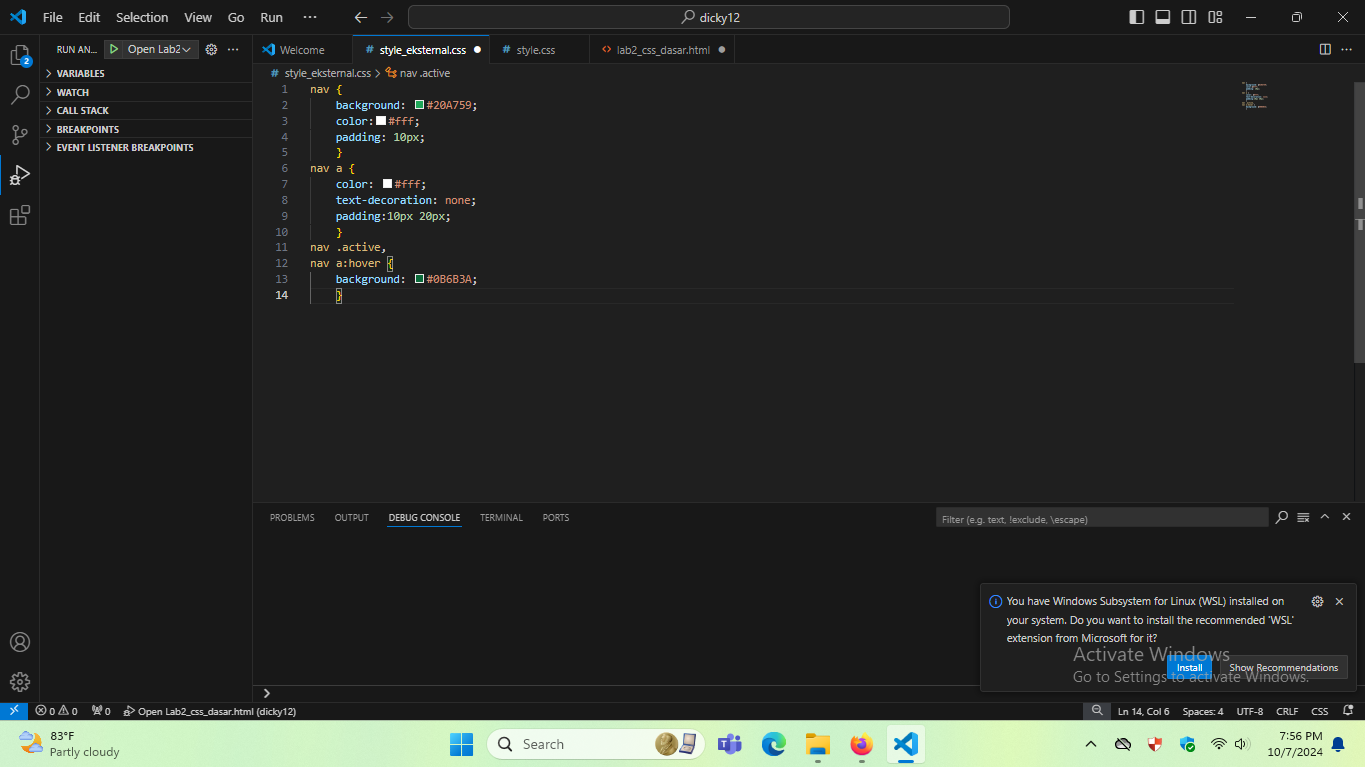 File Edit Selection View Go Run ··· dicky12
RUN AN... Open Lab2 ···
Welcome # style_eksternal.css # style.css <> lab2_css_dasar.html
2
VARIABLES
WATCH
CALL STACK
BREAKPOINTS
EVENT LISTENER BREAKPOINTS
# style_eksternal.css > nav .active
1 nav {
2 background: #20A759;
3 color: #fff;
4 padding: 10px;
5 }
6 nav a {
7 color: #fff;
8 text-decoration: none;
9 padding:10px 20px;
10 }
11 nav .active,
12 nav a:hover {
13 background: #0B6B3A;
14 }
PROBLEMS OUTPUT DEBUG CONSOLE TERMINAL PORTS
Filter (e.g. text, !exclude, \escape)
You have Windows Subsystem for Linux (WSL) installed on
your system. Do you want to install the recommended 'WSL'
extension from Microsoft for it?
Install Show Recommendations
Activate Windows
Go to Settings to activate Windows.
>
0 0 0 Open Lab2_css_dasar.html (dicky12)
Ln 14, Col 6 Spaces: 4 UTF-8 CRLF CSS
83°F
Partly cloudy
Search
7:56 PM
10/7/2024